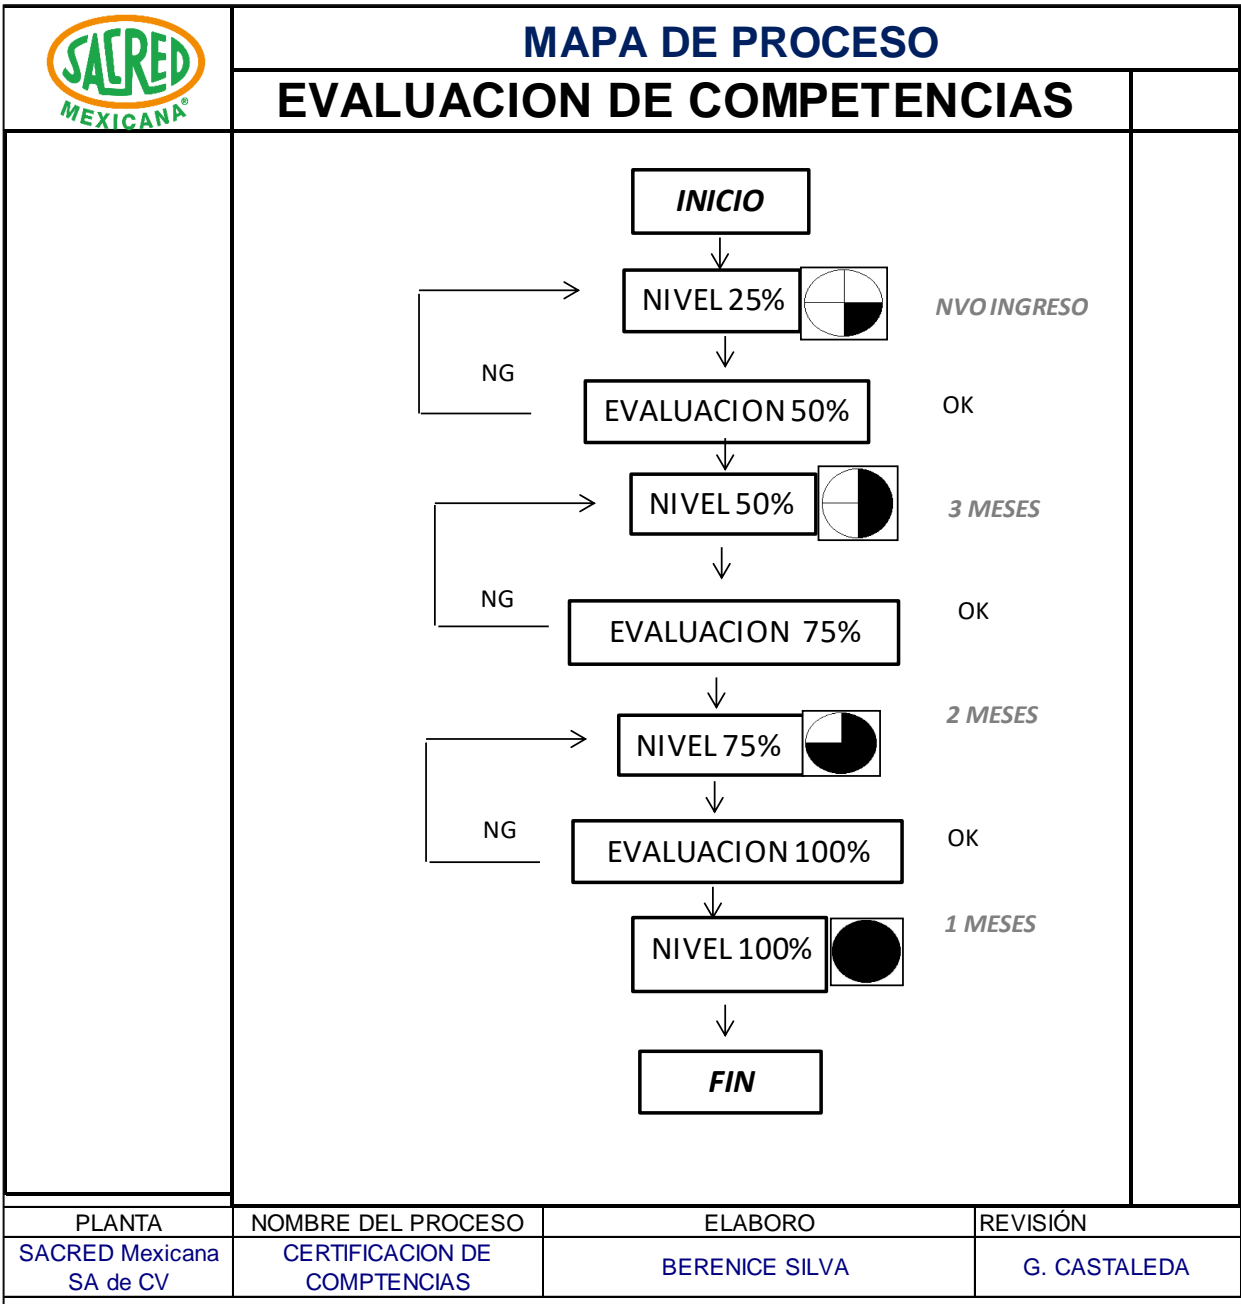 SACRED
MEXICANA®
MAPA DE PROCESO
EVALUACION DE COMPETENCIAS
INICIO
NIVEL 25%
NVO INGRESO
NG
EVALUACION 50%
OK
NIVEL 50%
3 MESES
NG
EVALUACION 75%
OK
NIVEL 75%
2 MESES
NG
EVALUACION 100%
OK
NIVEL 100%
1 MESES
FIN
PLANTA
NOMBRE DEL PROCESO
ELABORO
REVISIÓN
SACRED Mexicana
SA de CV
CERTIFICACION DE
COMPTENCIAS
BERENICE SILVA
G. CASTALEDA